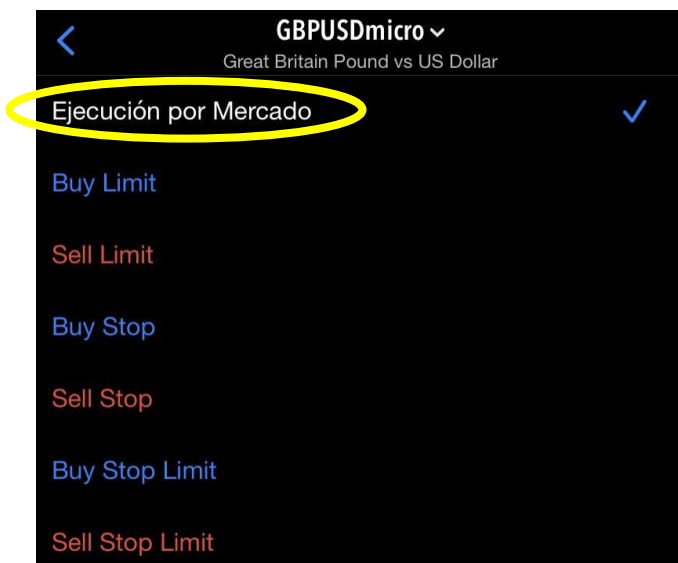 GBPUSDmicro
Great Britain Pound vs US Dollar
Ejecución por Mercado
Buy Limit
Sell Limit
Buy Stop
Sell Stop
Buy Stop Limit
Sell Stop Limit